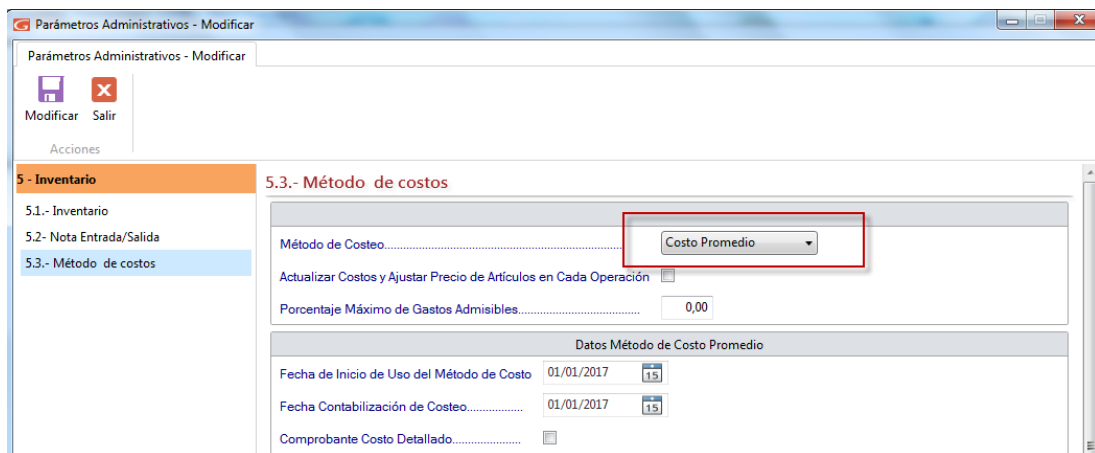 Parámetros Administrativos - Modificar
Parámetros Administrativos - Modificar
Modificar Salir
Acciones
5 - Inventario
5.1.- Inventario
5.2- Nota Entrada/Salida
5.3.- Método de costos
5.3.- Método de costos
Método de Costeo.......................................................... Costo Promedio
Actualizar Costos y Ajustar Precio de Artículos en Cada Operación
Porcentaje Máximo de Gastos Admisibles...................................... 0,00
Datos Método de Costo Promedio
Fecha de Inicio de Uso del Método de Costo 01/01/2017 15
Fecha Contabilización de Costeo................. 01/01/2017 15
Comprobante Costo Detallado......................